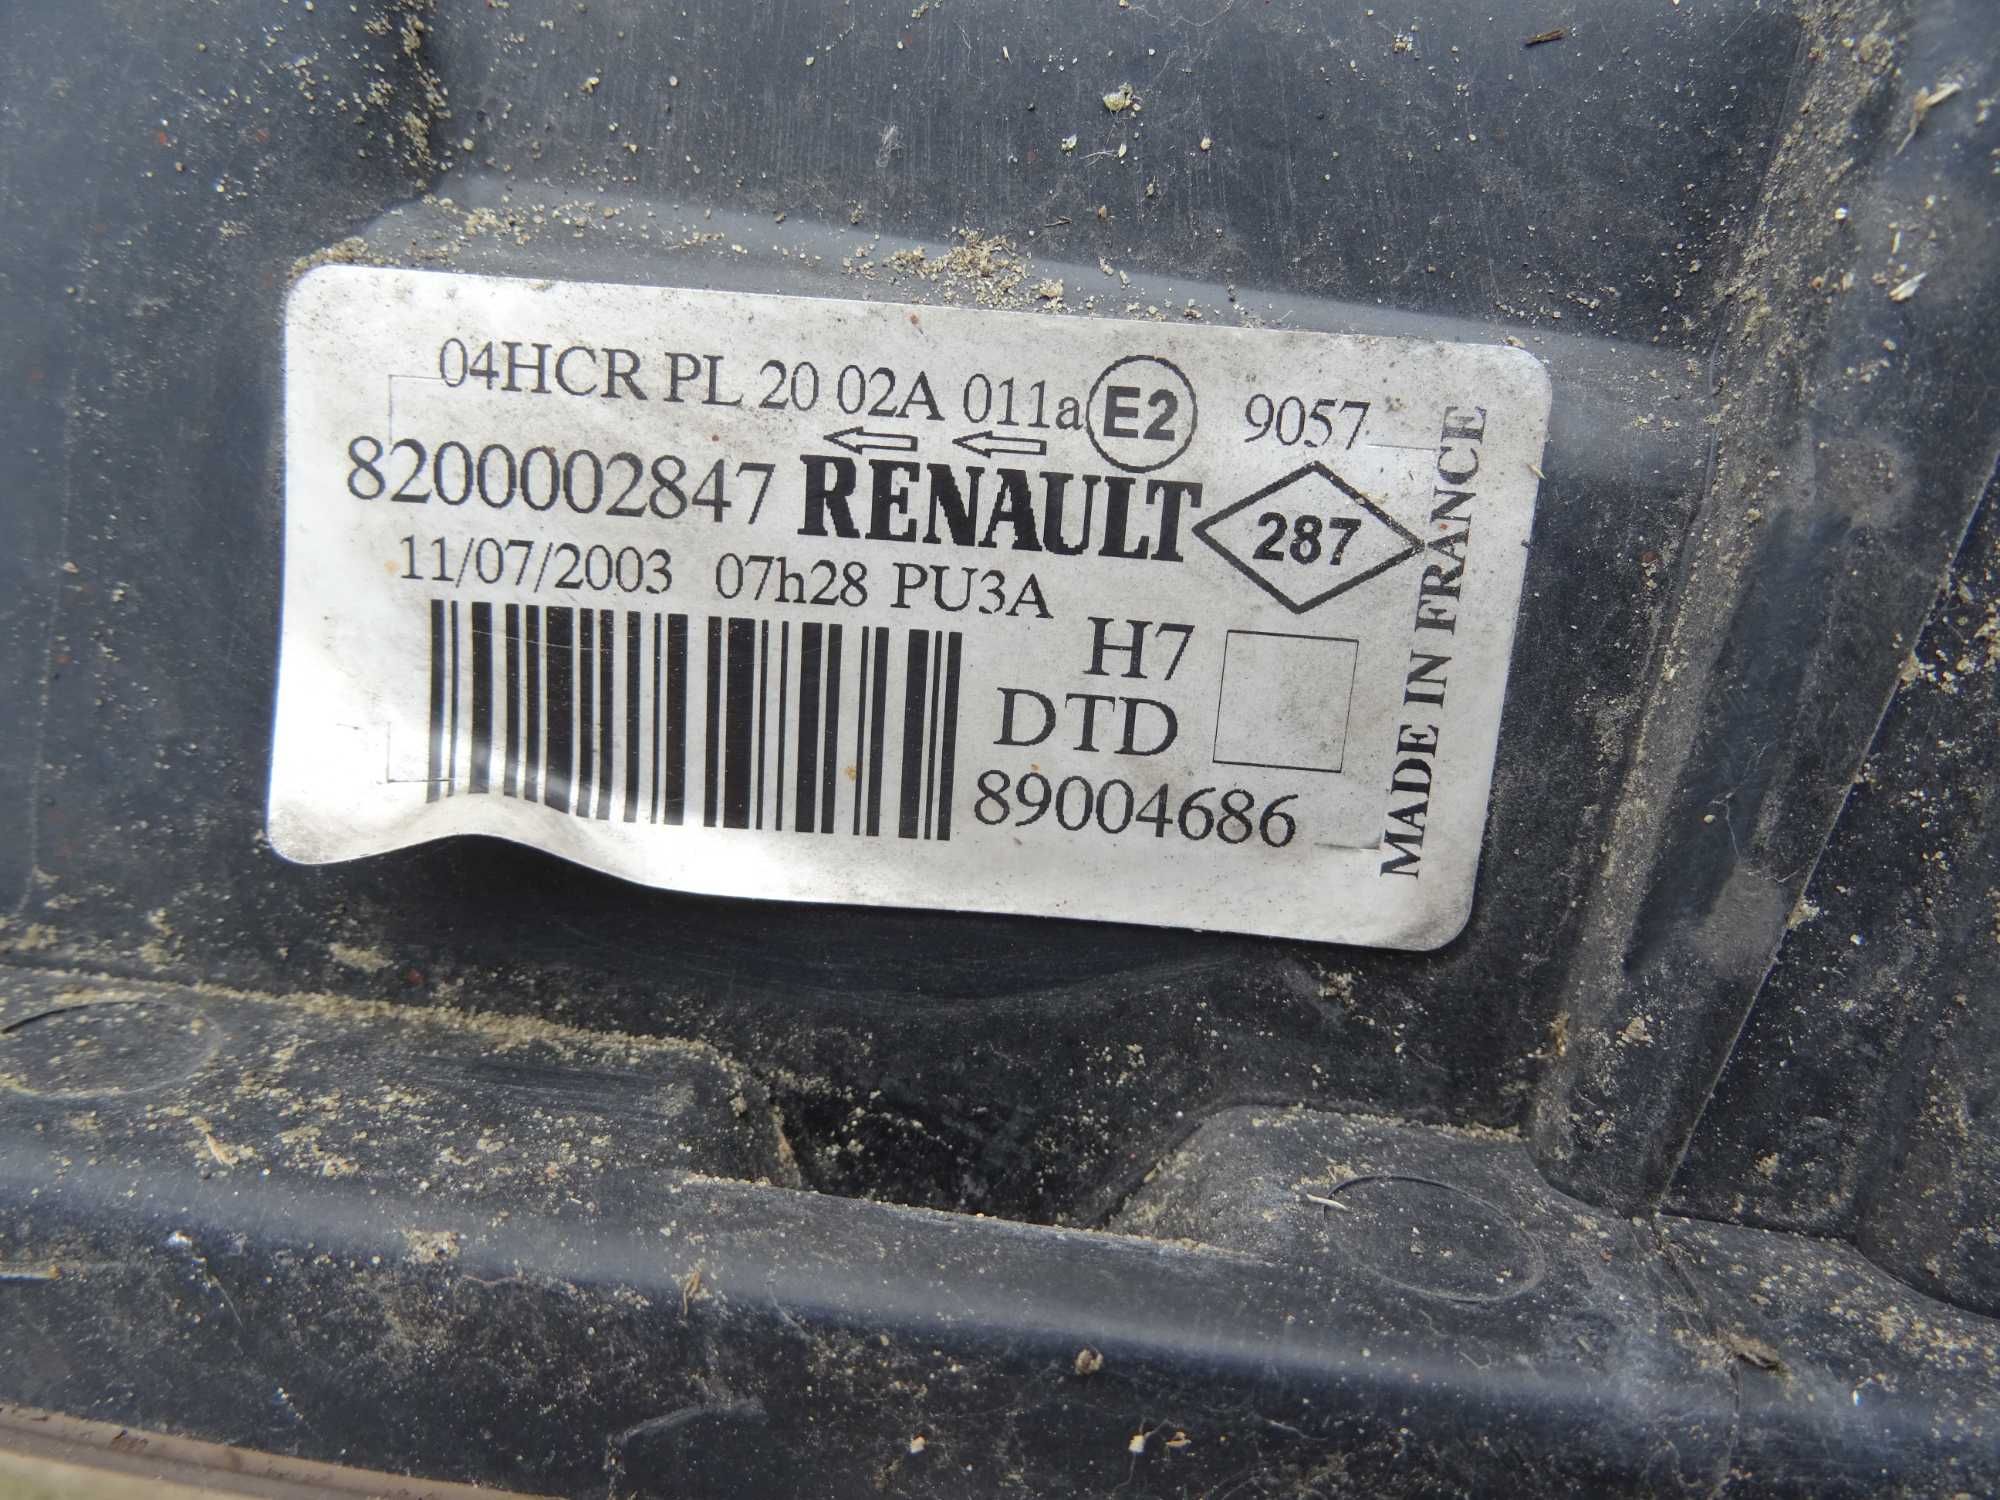 04HCR PL 20 02A 011a E2 9057
8200002847 RENAULT 287
11/07/2003 07h28 PU3A
H7
DTD
89004686
MADE IN FRANCE